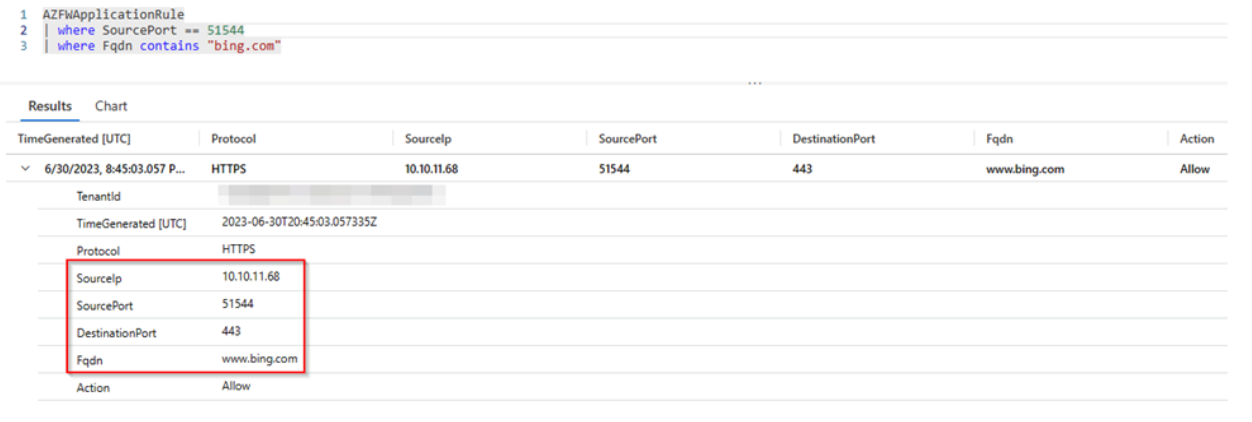 1 AZFWApplicationRule
2 | where SourcePort == 51544
3 | where Fqdn contains "bing.com"
...
Results Chart
TimeGenerated [UTC] Protocol SourceIp SourcePort DestinationPort Fqdn Action
6/30/2023, 8:45:03.057 P... HTTPS 10.10.11.68 51544 443 www.bing.com Allow
TenantId
TimeGenerated [UTC] 2023-06-30T20:45:03.057335Z
Protocol HTTPS
SourceIp 10.10.11.68
SourcePort 51544
DestinationPort 443
Fqdn www.bing.com
Action Allow